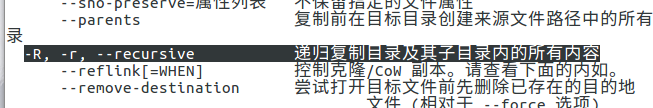 --sno-preserve=属性列表 不保留指定的文件属性
--parents 复制前在目标目录创建来源文件路径中的所有
录
-R, -r, --recursive 递归复制目录及其子目录内的所有内容
--reflink[=WHEN] 控制克隆/CoW 副本。请查看下面的内如。
--remove-destination 尝试打开目标文件前先删除已存在的目的地
文件 (相对于 --force 选项)